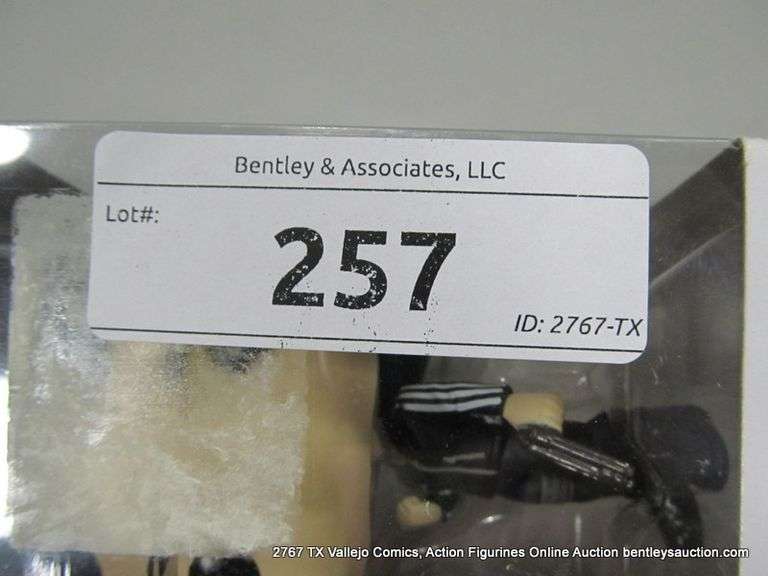 Bentley & Associates, LLC
Lot#:
257
ID: 2767-TX
2767 TX Vallejo Comics, Action Figurines Online Auction bentleysauction.com